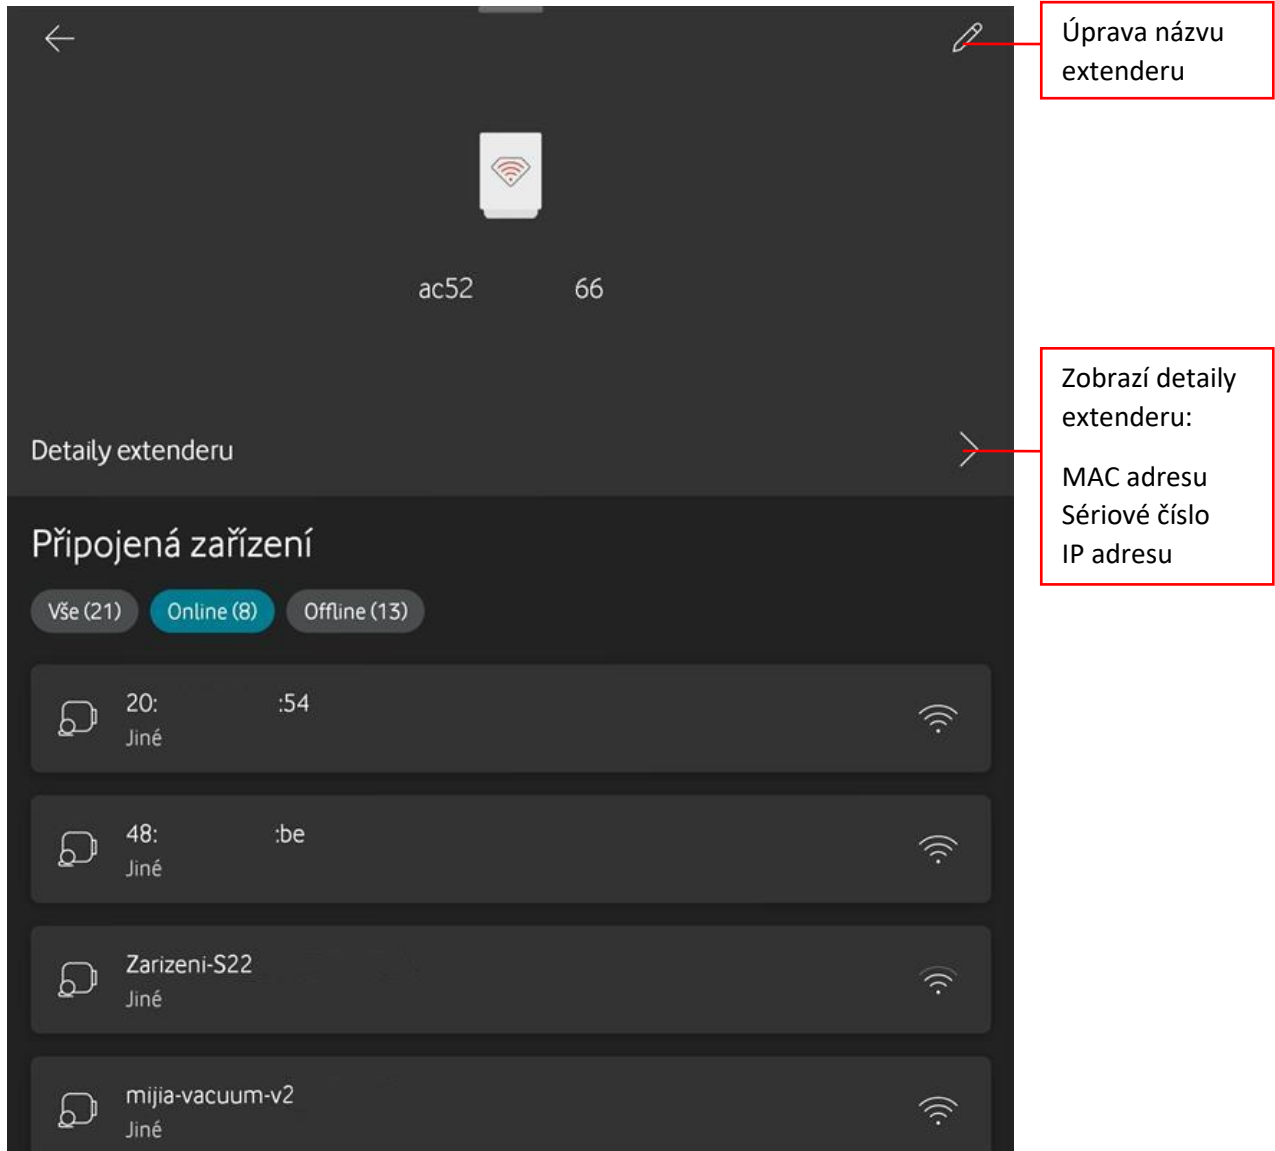 Úprava názvu
extenderu
ac52 66
Zobrazí detaily
extenderu:
MAC adresu
Sériové číslo
IP adresu
Detaily extenderu
Připojená zařízení
Vše (21) Online (8) Offline (13)
20: :54
Jiné
48: :be
Jiné
Zarizeni-S22
Jiné
mijia-vacuum-v2
Jiné